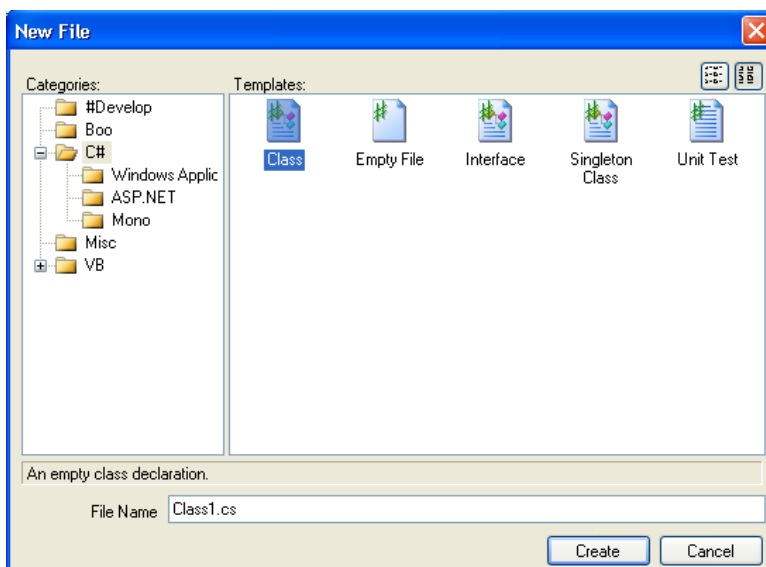 New File
Categories:
Templates:
#Develop
Boo
C#
Windows Applic
ASP.NET
Mono
Misc
VB
Class
Empty File
Interface
Singleton
Class
Unit Test
An empty class declaration.
File Name
Class1.cs
Create
Cancel